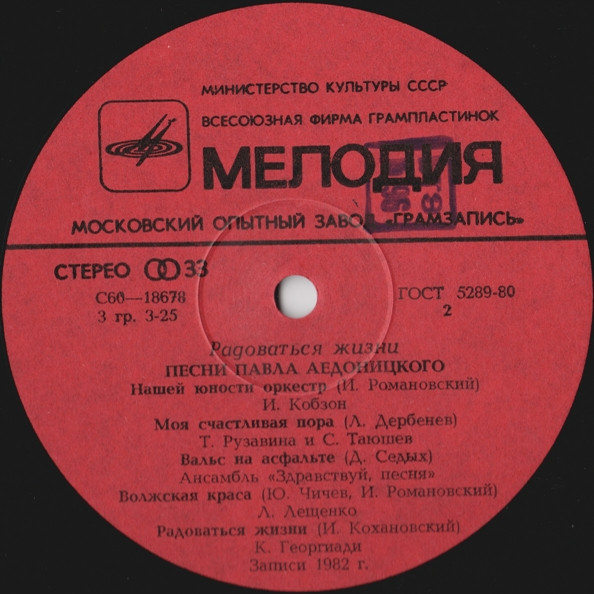 МИНИСТЕРСТВО КУЛЬТУРЫ СССР
ВСЕСОЮЗНАЯ ФИРМА ГРАМПЛАСТИНОК
МЕЛОДИЯ
МОСКОВСКИЙ ОПЫТНЫЙ ЗАВОД «ГРАМЗАПИСЬ»
СТЕРЕО 33
С60—18678
3 гр. 3-25
ГОСТ 5289-80
2
Радоваться жизни
ПЕСНИ ПАВЛА АЕДОНИЦКОГО
Нашей юности оркестр (И. Романовский)
И. Кобзон
Моя счастливая пора (Л. Дербенев)
Т. Рузавина и С. Таюшев
Вальс на асфальте (Д. Седых)
Ансамбль «Здравствуй, песня»
Волжская краса (Ю. Чичев, И. Романовский)
Л. Лещенко
Радоваться жизни (И. Кохановский)
К. Георгиади
Записи 1982 г.